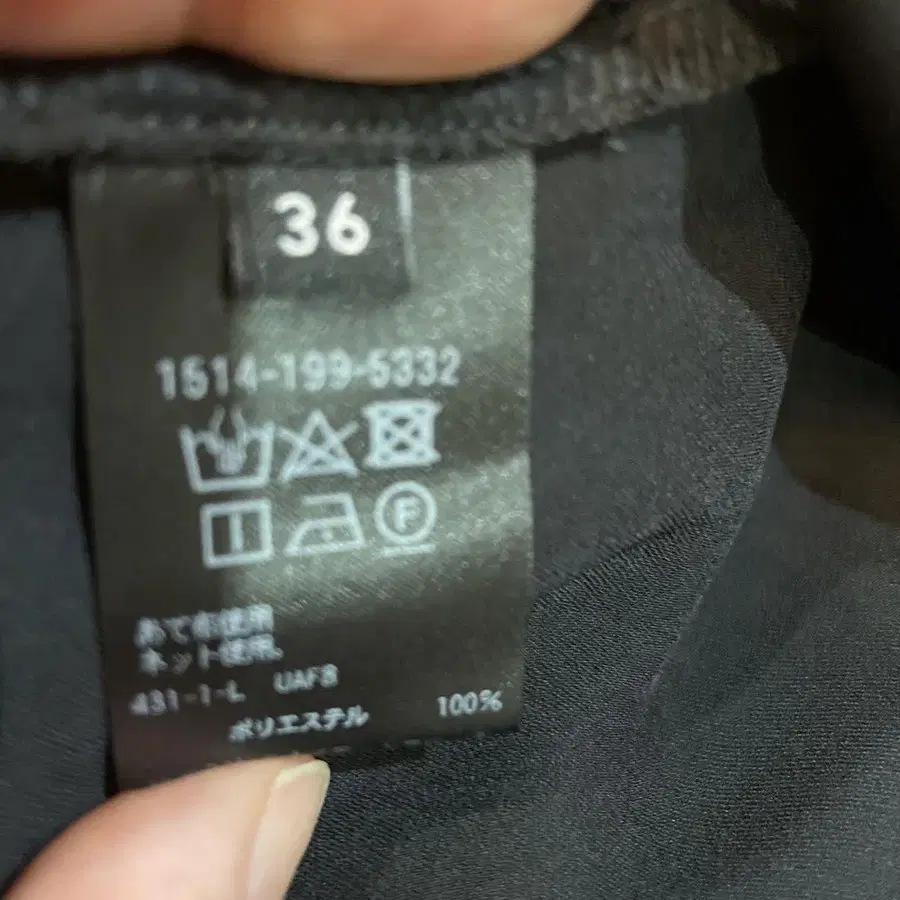 36
1514-199-5332
F
あて布使用
ネット使用。
431-1-L UAF8
ポリエステル 100%